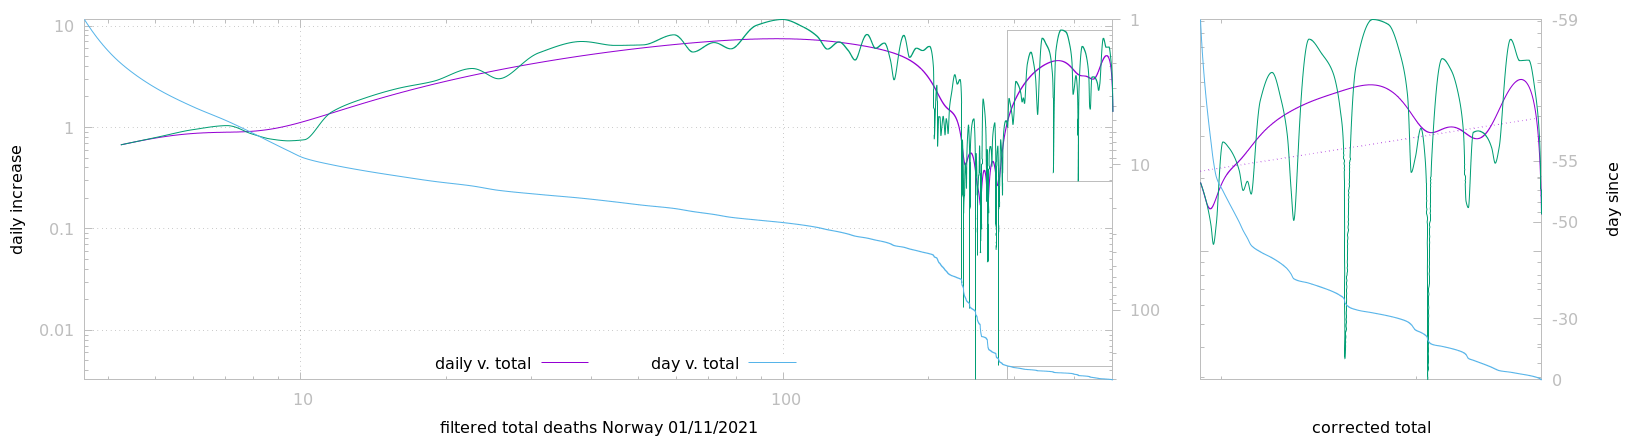 10
1
0.1
0.01
daily increase
daily v. total
day v. total
10
100
filtered total deaths Norway 01/11/2021
1
10
100
-59
-55
-50
-30
0
day since
corrected total